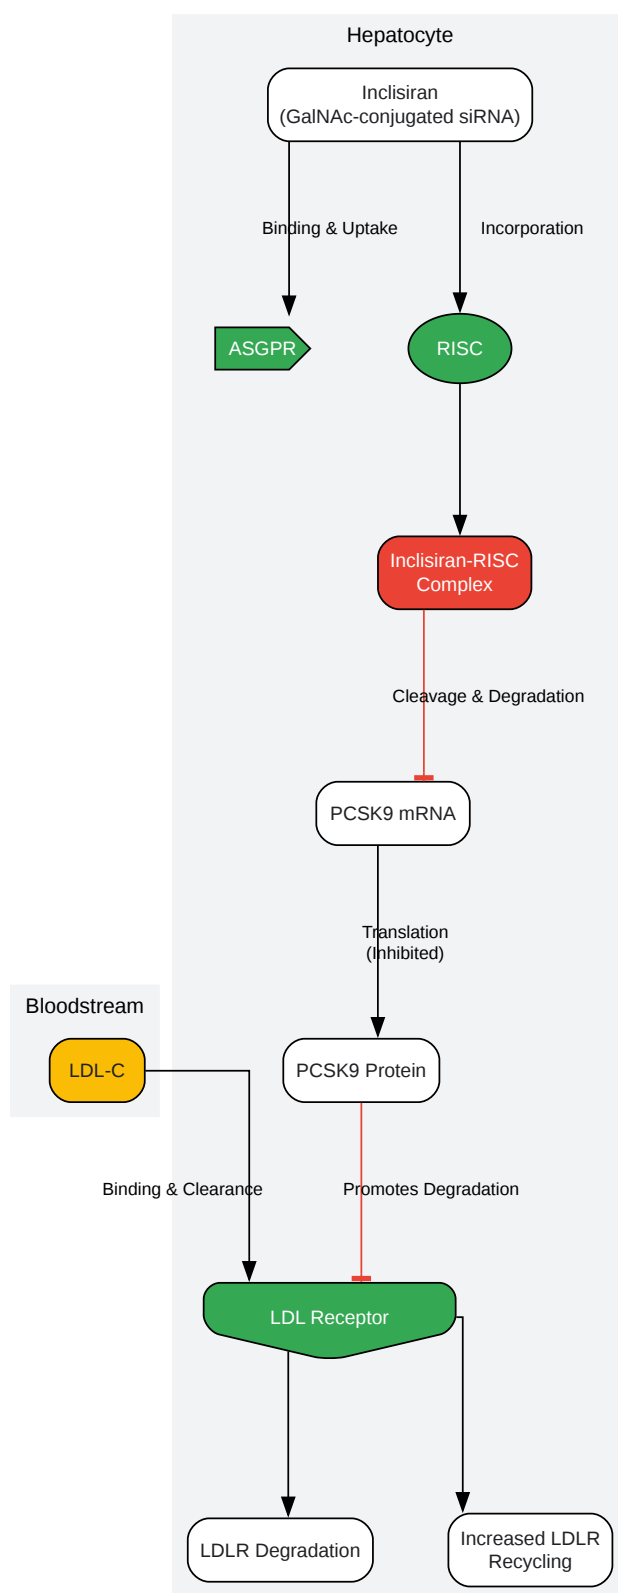 Hepatocyte
Inclisiran
(GalNAc-conjugated siRNA)
Binding & Uptake
Incorporation
ASGPR
RISC
Inclisiran-RISC
Complex
Cleavage & Degradation
PCSK9 mRNA
Translation
(Inhibited)
Bloodstream
LDL-C
PCSK9 Protein
Binding & Clearance
Promotes Degradation
LDL Receptor
LDLR Degradation
Increased LDLR
Recycling